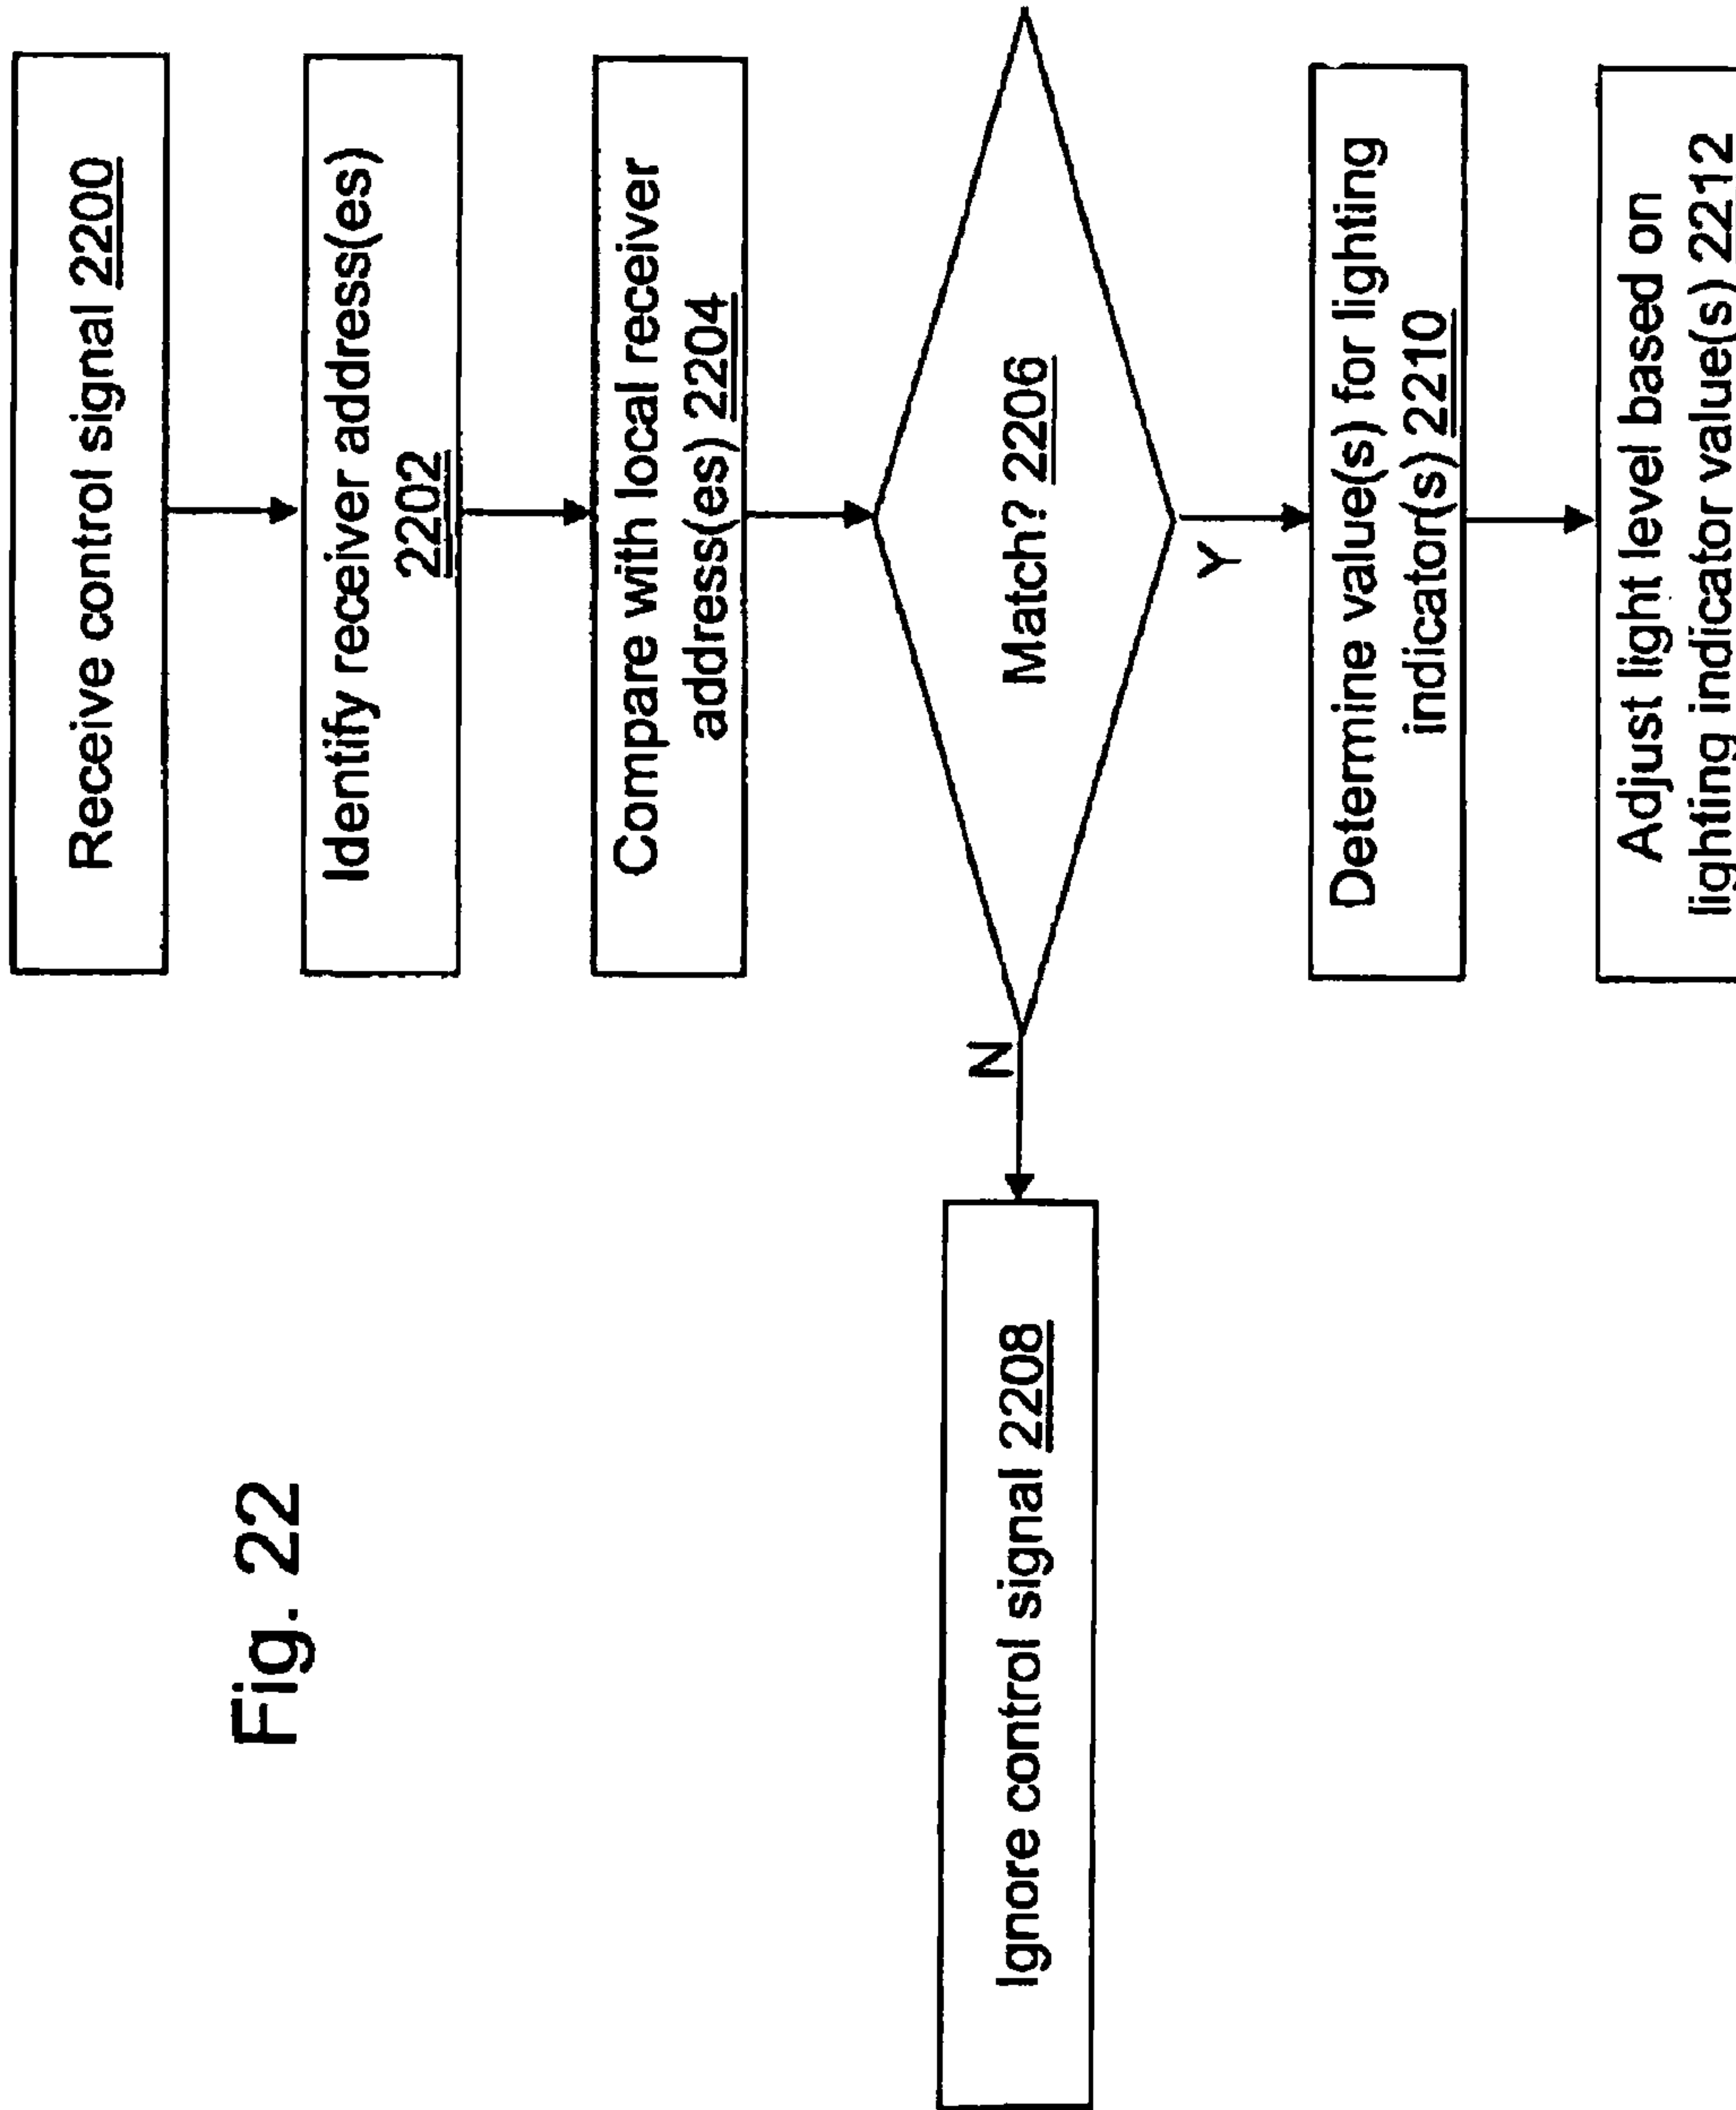 Fig. 22
Receive control signal 2200
Identify receiver address(es)
2202
Compare with local receiver
address(es) 2204
Match? 2206
N
Y
Ignore control signal 2208
Determine value(s) for lighting
indicator(s) 2210
Adjust light level based on
lighting indicator value(s) 2212